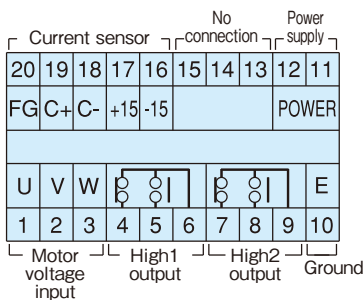 No connection
Power supply
Current sensor
20 19 18 17 16 15 14 13 12 11
FG C+ C- +15 -15 POWER
U V W E
1 2 3 4 5 6 7 8 9 10
Motor voltage input
High1 output
High2 output
Ground